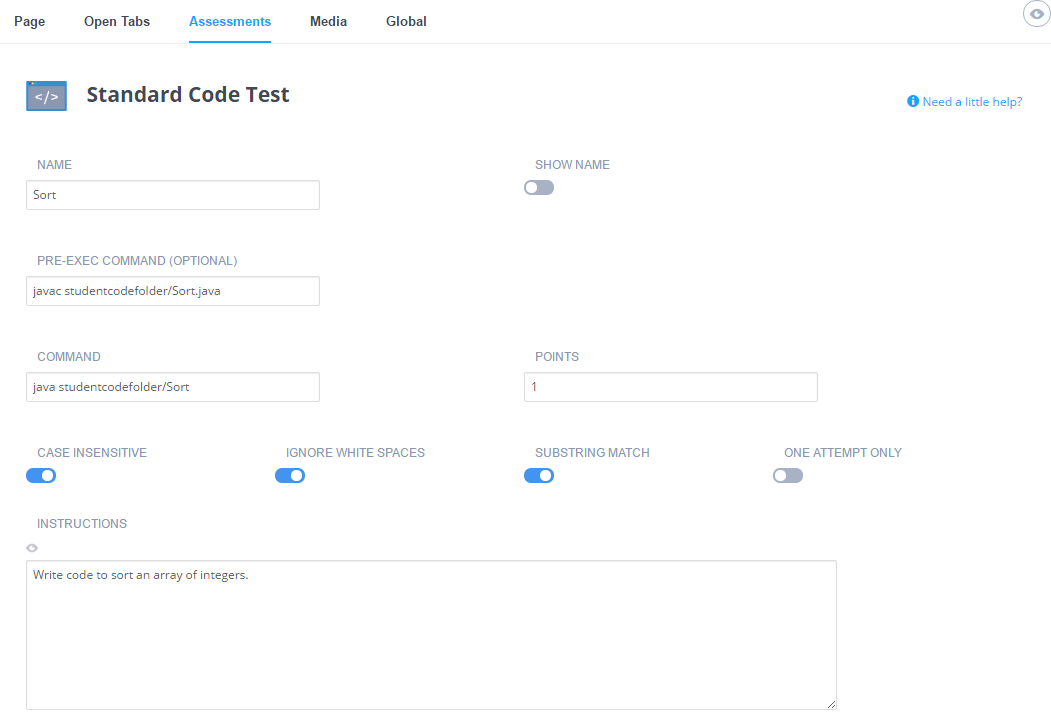 Page Open Tabs Assessments Media Global
</> Standard Code Test
Need a little help?
NAME SHOW NAME
Sort
PRE-EXEC COMMAND (OPTIONAL)
javac studentcodefolder/Sort.java
COMMAND POINTS
java studentcodefolder/Sort 1
CASE INSENSITIVE IGNORE WHITE SPACES SUBSTRING MATCH ONE ATTEMPT ONLY
INSTRUCTIONS
Write code to sort an array of integers.